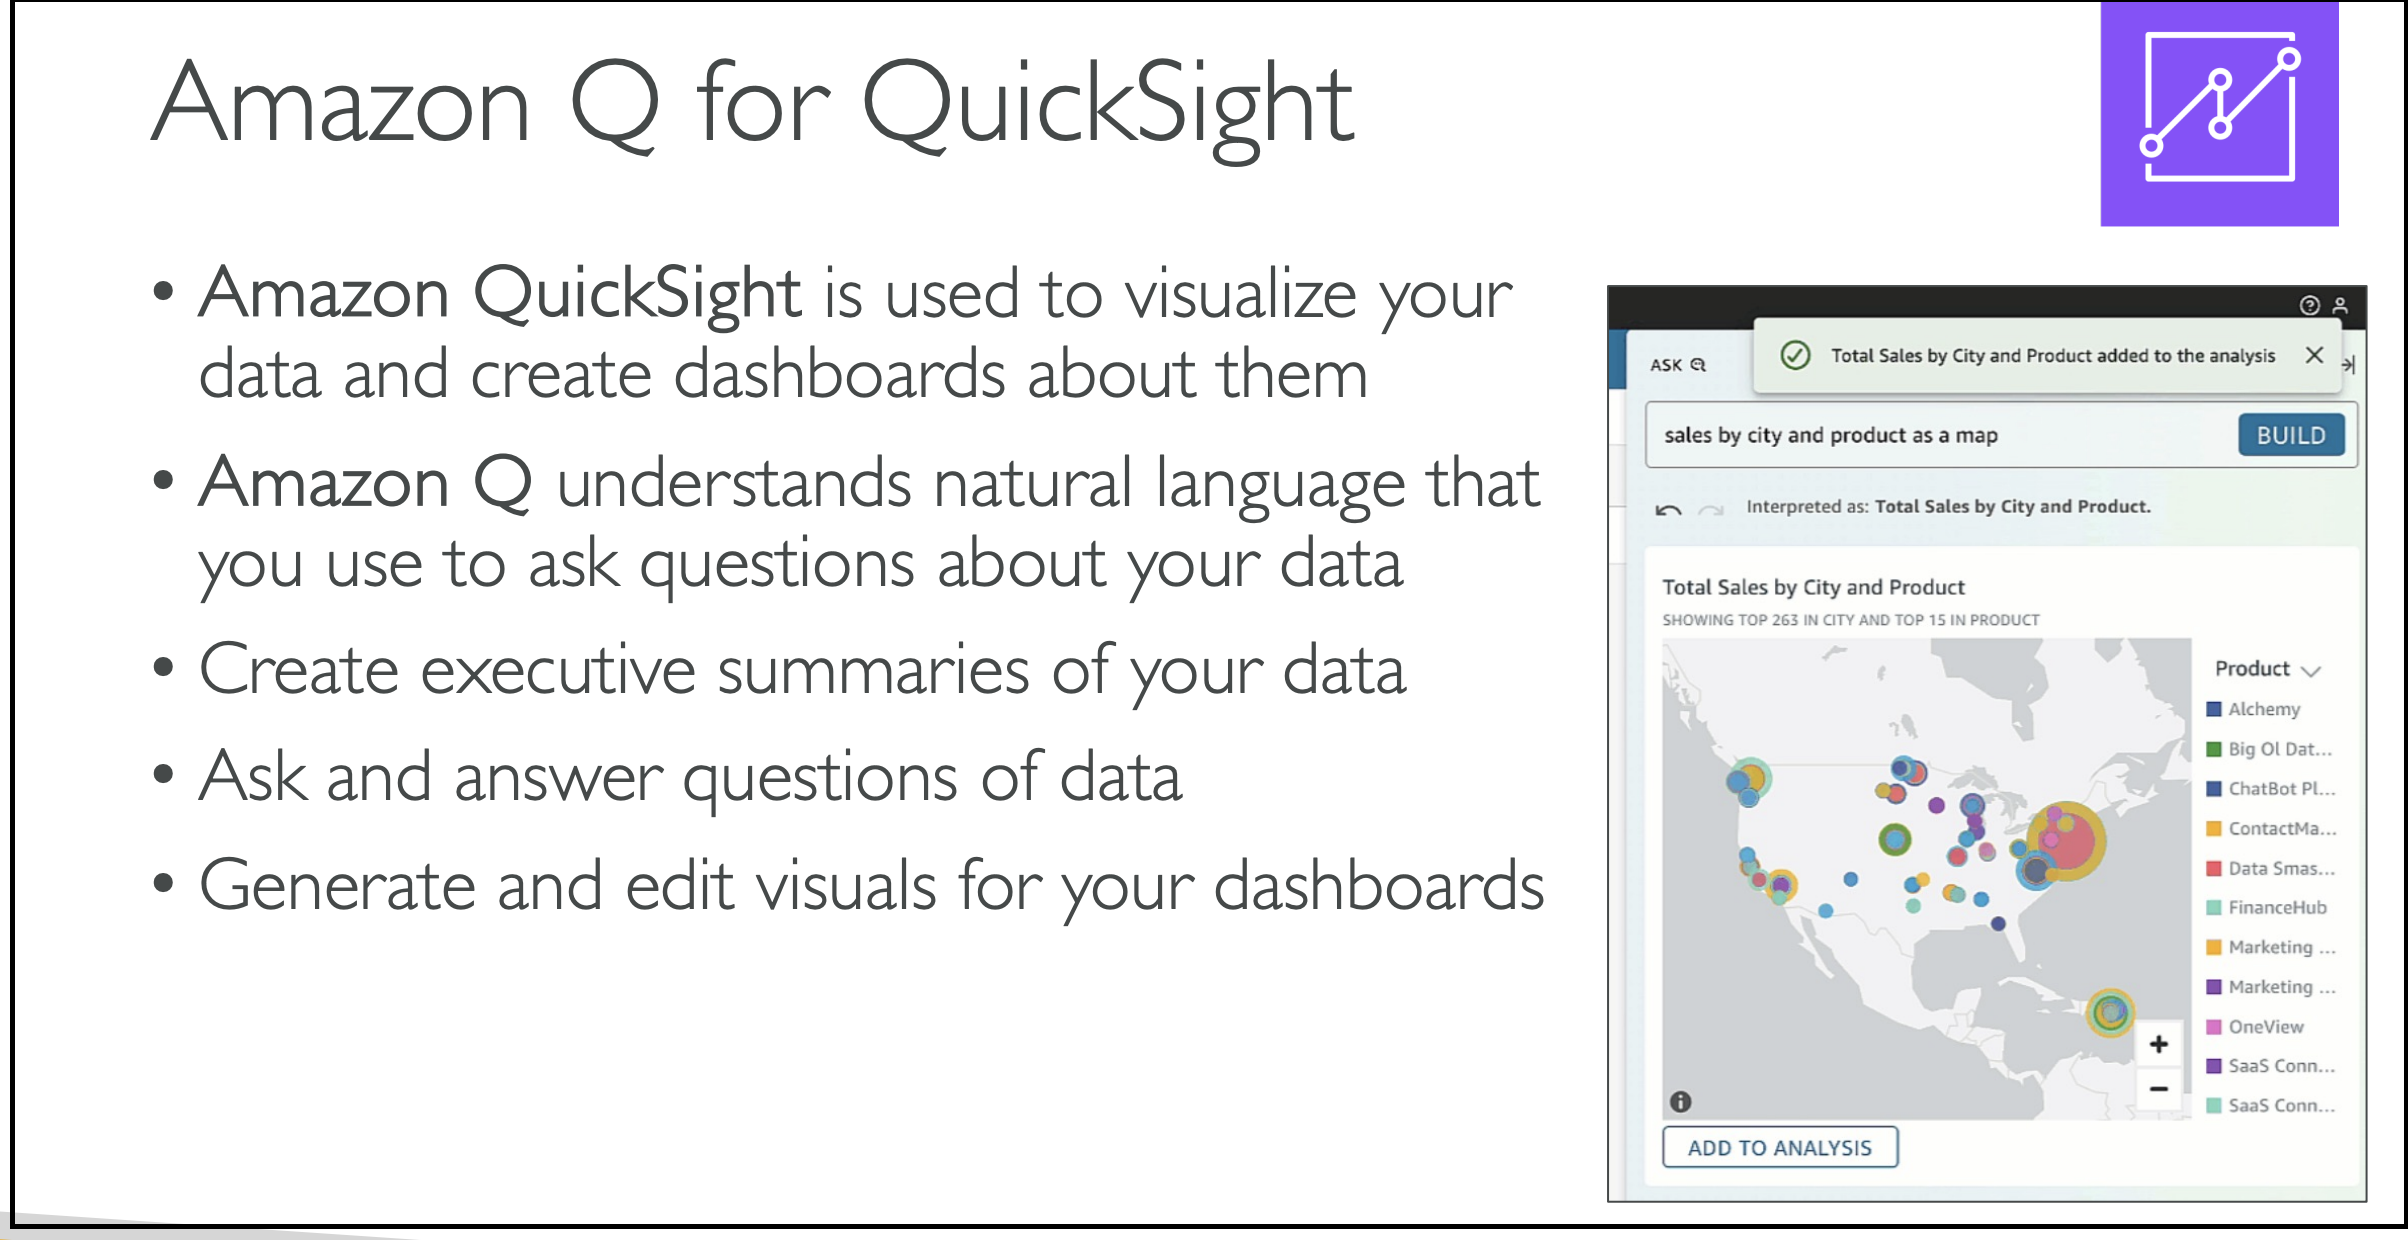 Amazon Q for QuickSight
• Amazon QuickSight is used to visualize your
data and create dashboards about them
• Amazon Q understands natural language that
you use to ask questions about your data
• Create executive summaries of your data
• Ask and answer questions of data
• Generate and edit visuals for your dashboards
ASK
Total Sales by City and Product added to the analysis
sales by city and product as a map
BUILD
Interpreted as: Total Sales by City and Product.
Total Sales by City and Product
SHOWING TOP 263 IN CITY AND TOP 15 IN PRODUCT
Product
Alchemy
Big Ol Dat...
ChatBot Pl...
ContactMa...
Data Smas...
FinanceHub
Marketing ...
Marketing ...
OneView
SaaS Conn...
SaaS Conn...
ADD TO ANALYSIS